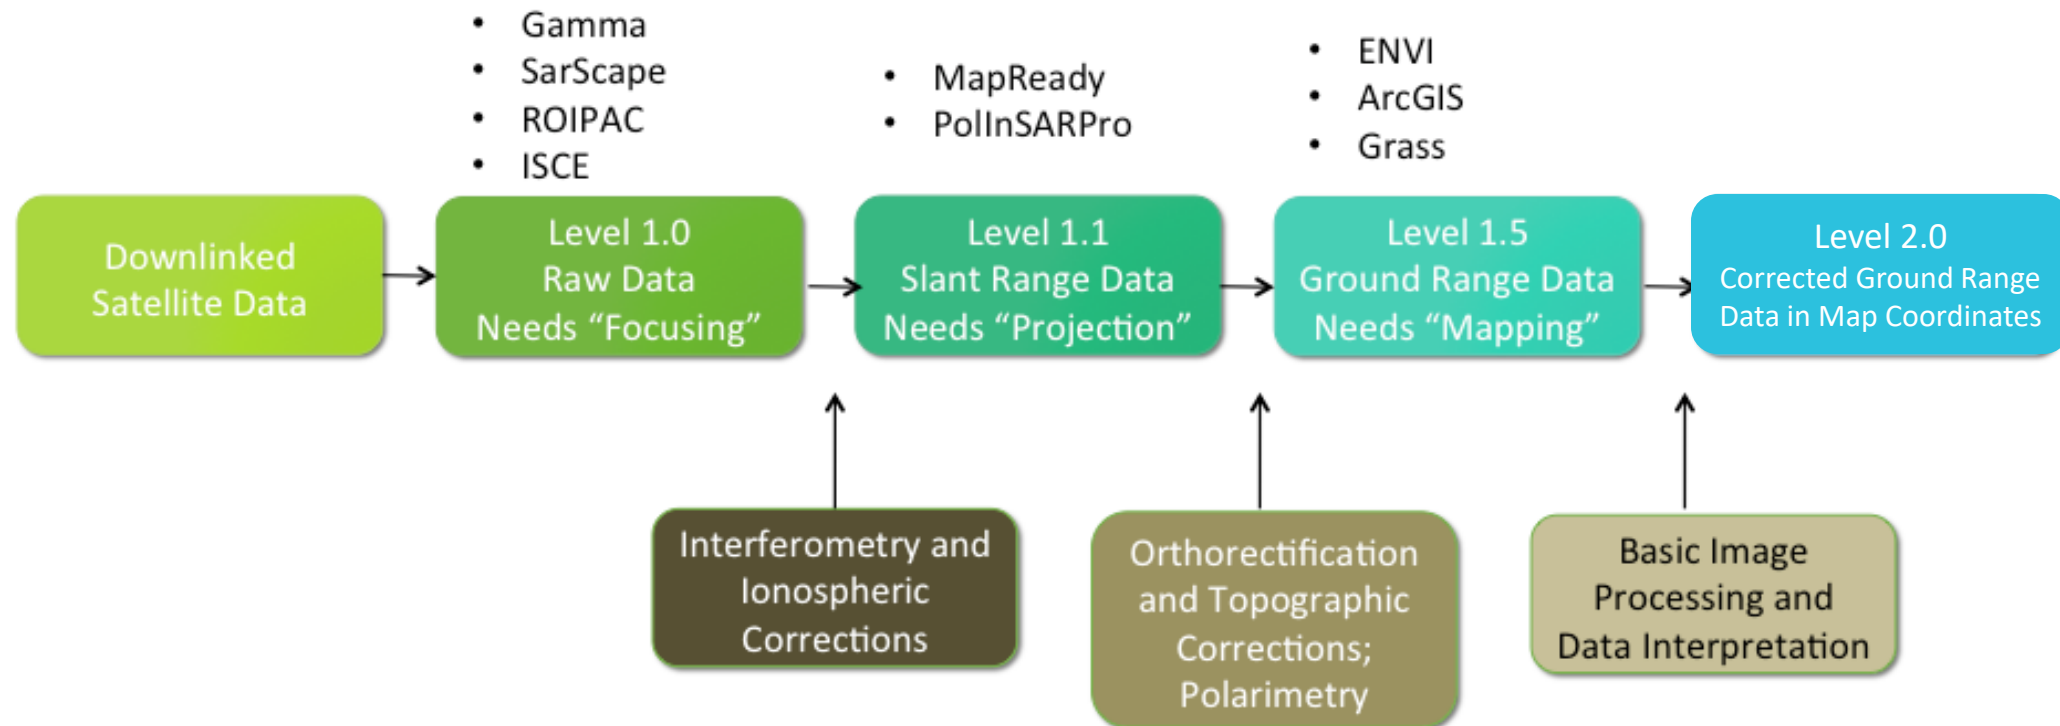 • Gamma
• SarScape
• ROIPAC
• ISCE
• MapReady
• PolInSARPro
• ENVI
• ArcGIS
• Grass
Downlinked
Satellite Data
Level 1.0
Raw Data
Needs “Focusing”
Level 1.1
Slant Range Data
Needs “Projection”
Level 1.5
Ground Range Data
Needs “Mapping”
Level 2.0
Corrected Ground Range
Data in Map Coordinates
Interferometry and
Ionospheric
Corrections
Orthorectification
and Topographic
Corrections;
Polarimetry
Basic Image
Processing and
Data Interpretation